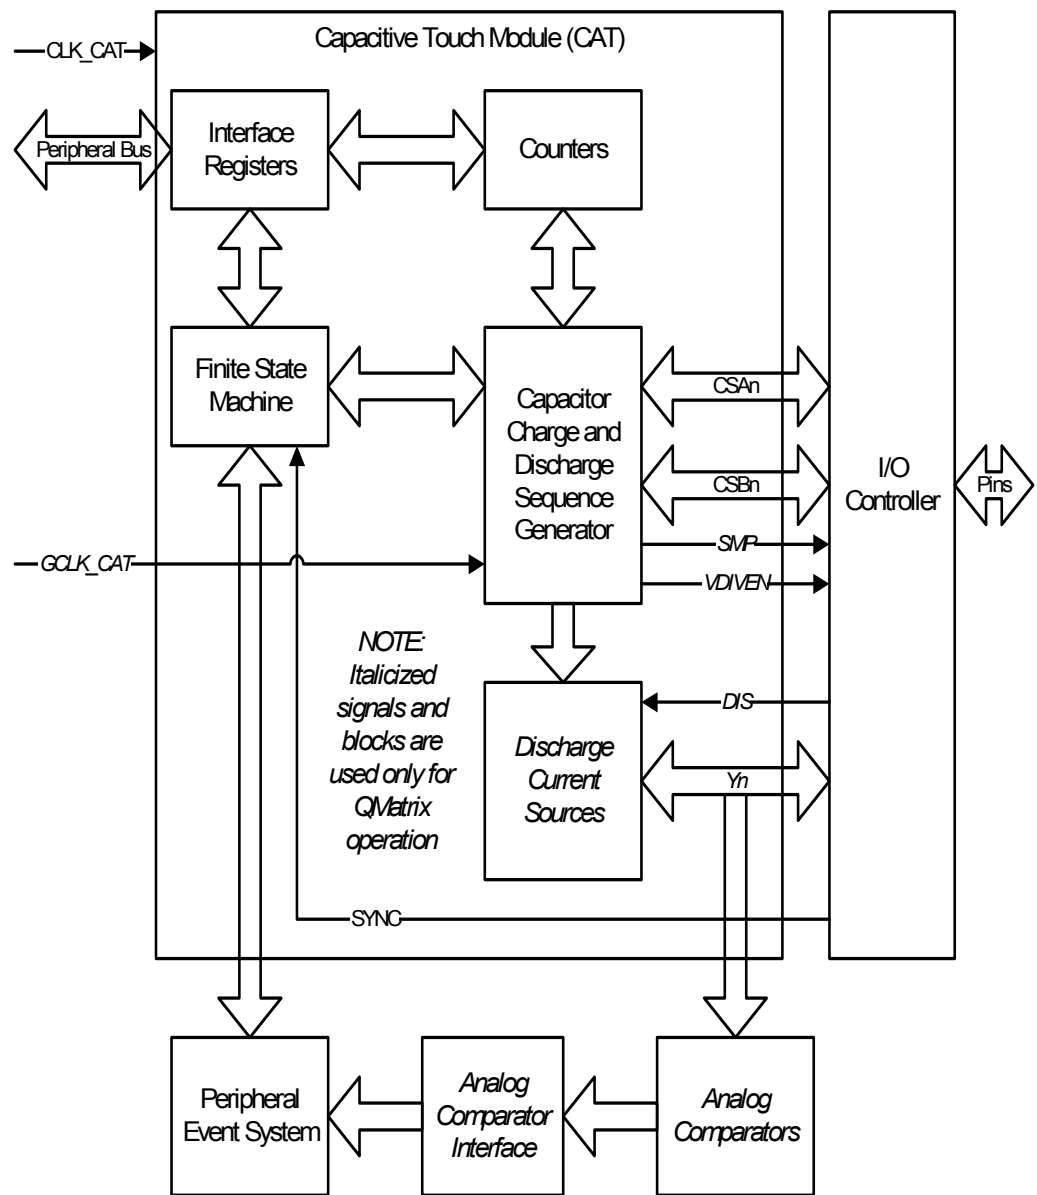 Capacitive Touch Module (CAT)
CLK_CAT
Peripheral Bus
Interface
Registers
Counters
Finite State
Machine
Capacitor
Charge and
Discharge
Sequence
Generator
CSAn
CSBn
SMP
VDIVEN
I/O
Controller
Pins
GCLK_CAT
NOTE:
Italicized
signals and
blocks are
used only for
QMatrix
operation
Discharge
Current
Sources
DIS
Yn
SYNC
Peripheral
Event System
Analog
Comparator
Interface
Analog
Comparators